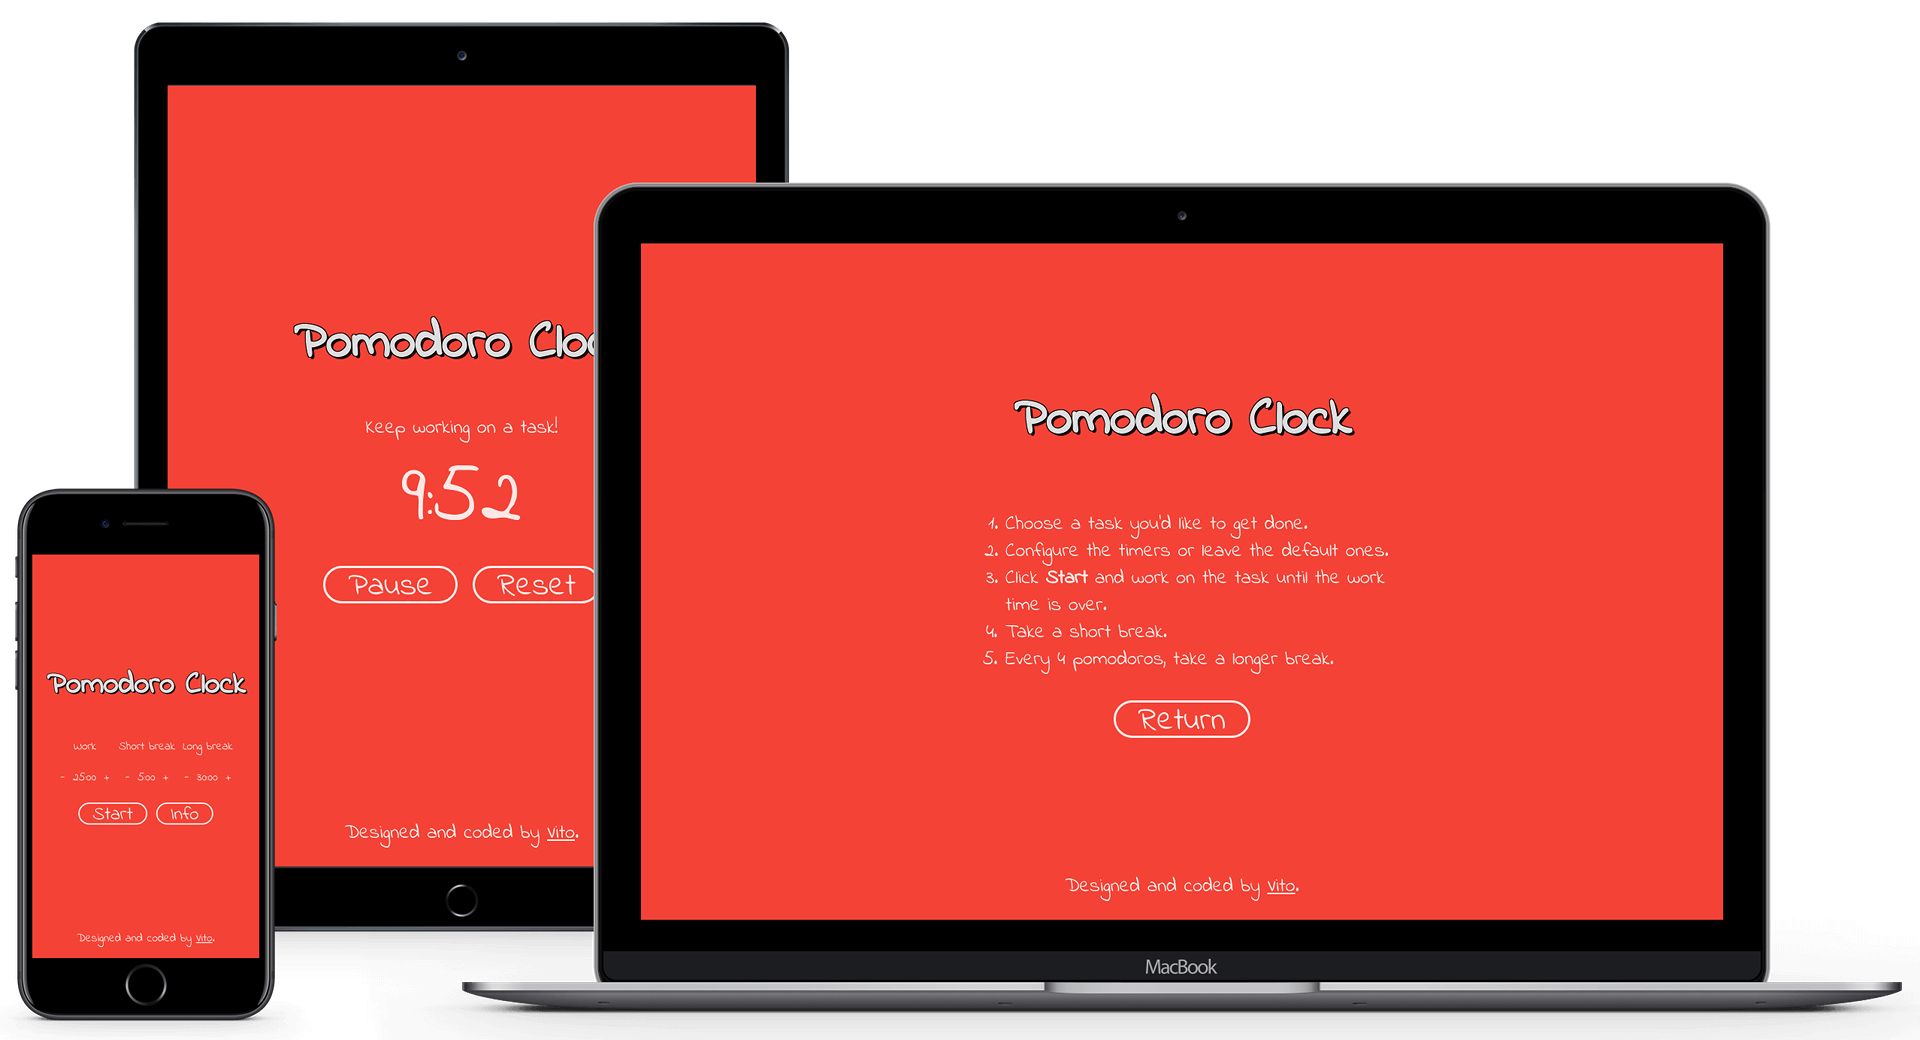 Pomodoro Cloc
Keep working on a task!
9:52
Pause Reset
Designed and coded by Vito.
Pomodoro Clock
1. Choose a task you'd like to get done.
2. Configure the timers or leave the default ones.
3. Click Start and work on the task until the work
time is over.
4. Take a short break.
5. Every 4 pomodoros, take a longer break.
Return
Designed and coded by Vito.
MacBook
Pomodoro Clock
Work Short break Long break
- 25:00 + - 5:00 + - 30:00 +
Start Info
Designed and coded by Vito.